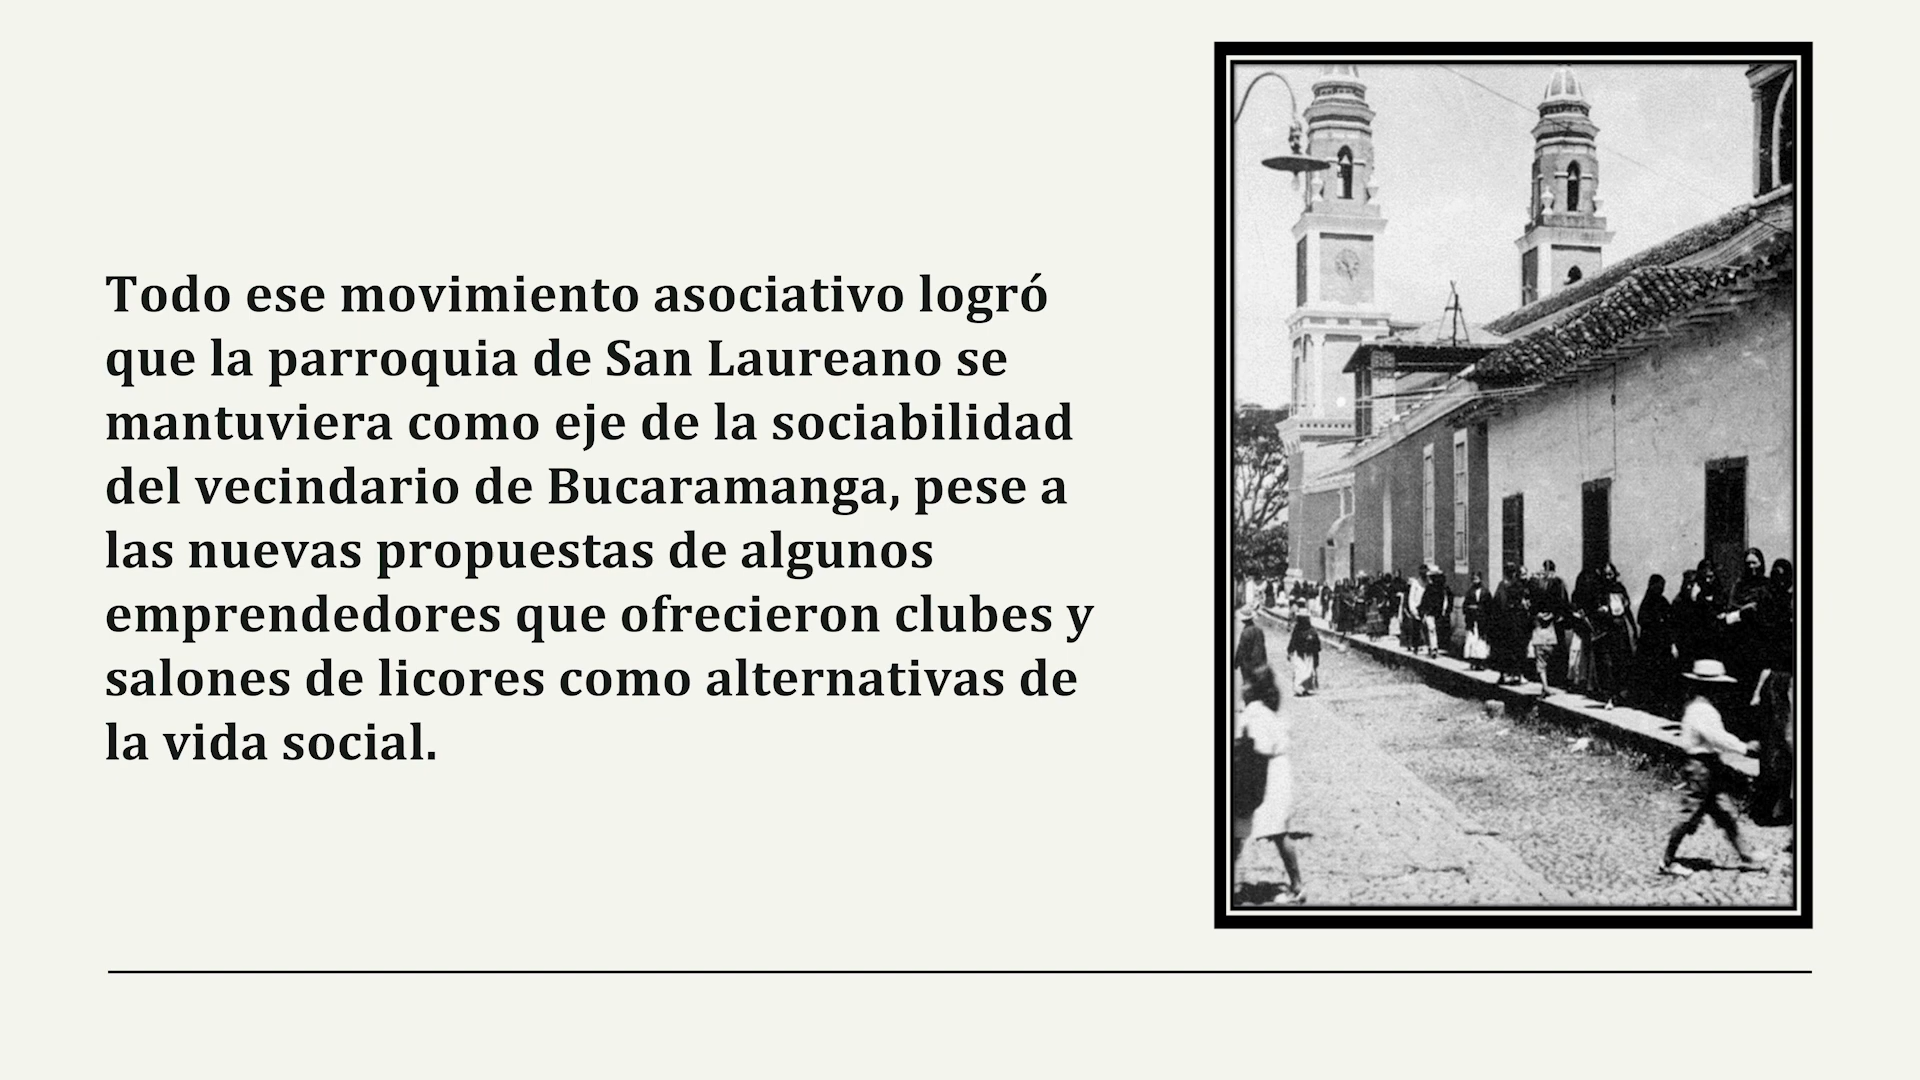 Todo ese movimiento asociativo logró
que la parroquia de San Laureano se
mantuviera como eje de la sociabilidad
del vecindario de Bucaramanga, pese a
las nuevas propuestas de algunos
emprendedores que ofrecieron clubes y
salones de licores como alternativas de
la vida social.